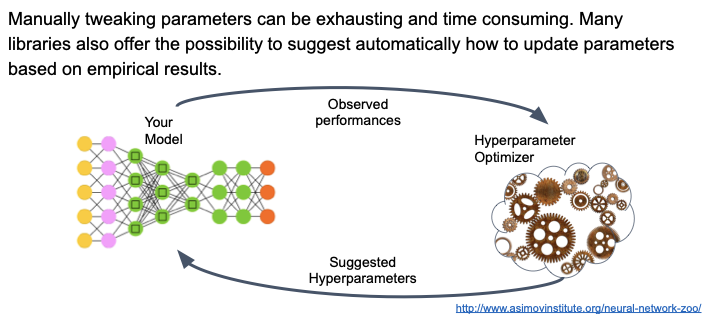 Manually tweaking parameters can be exhausting and time consuming. Many
libraries also offer the possibility to suggest automatically how to update parameters
based on empirical results.
Observed
performances
Your
Model
Hyperparameter
Optimizer
Suggested
Hyperparameters
http://www.asimovinstitute.org/neural-network-zoo/